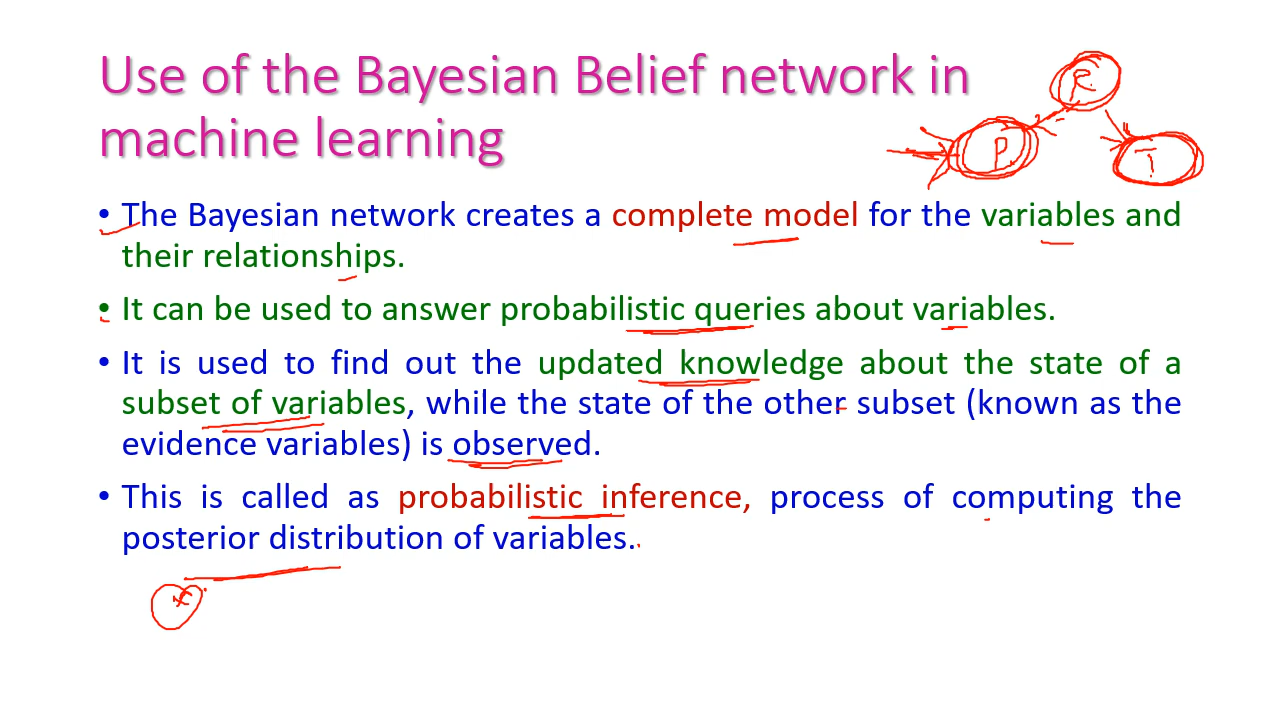 Use of the Bayesian Belief network in
machine learning
R
P
T
• The Bayesian network creates a complete model for the variables and
their relationships.
• It can be used to answer probabilistic queries about variables.
• It is used to find out the updated knowledge about the state of a
subset of variables, while the state of the other subset (known as the
evidence variables) is observed.
• This is called as probabilistic inference, process of computing the
posterior distribution of variables.